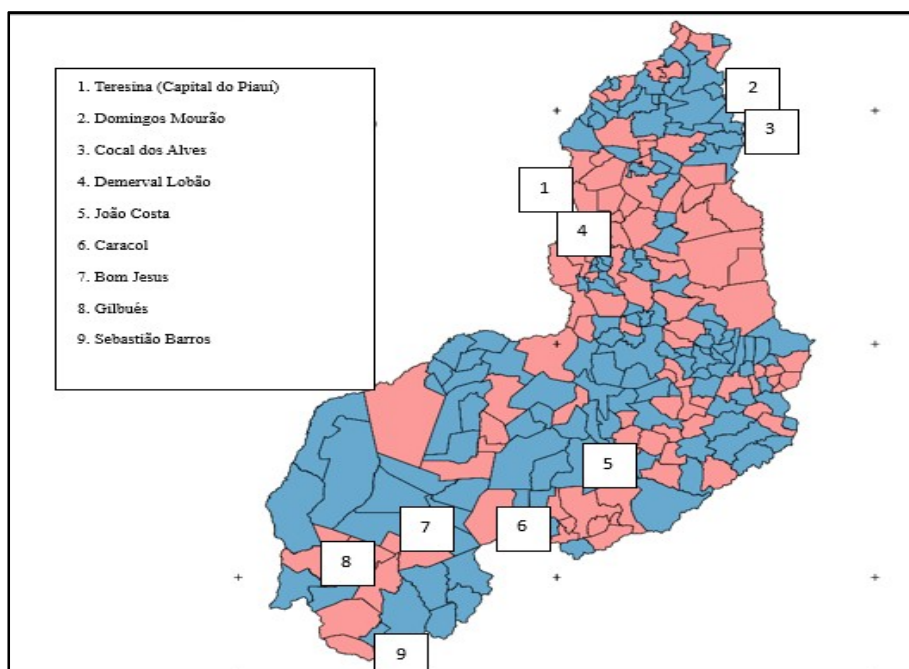 1. Teresina (Capital do Piauí)
2. Domingos Mourão
3. Cocal dos Alves
4. Demerval Lobão
5. João Costa
6. Caracol
7. Bom Jesus
8. Gilbués
9. Sebastião Barros
2
3
1
4
5
7
6
8
9